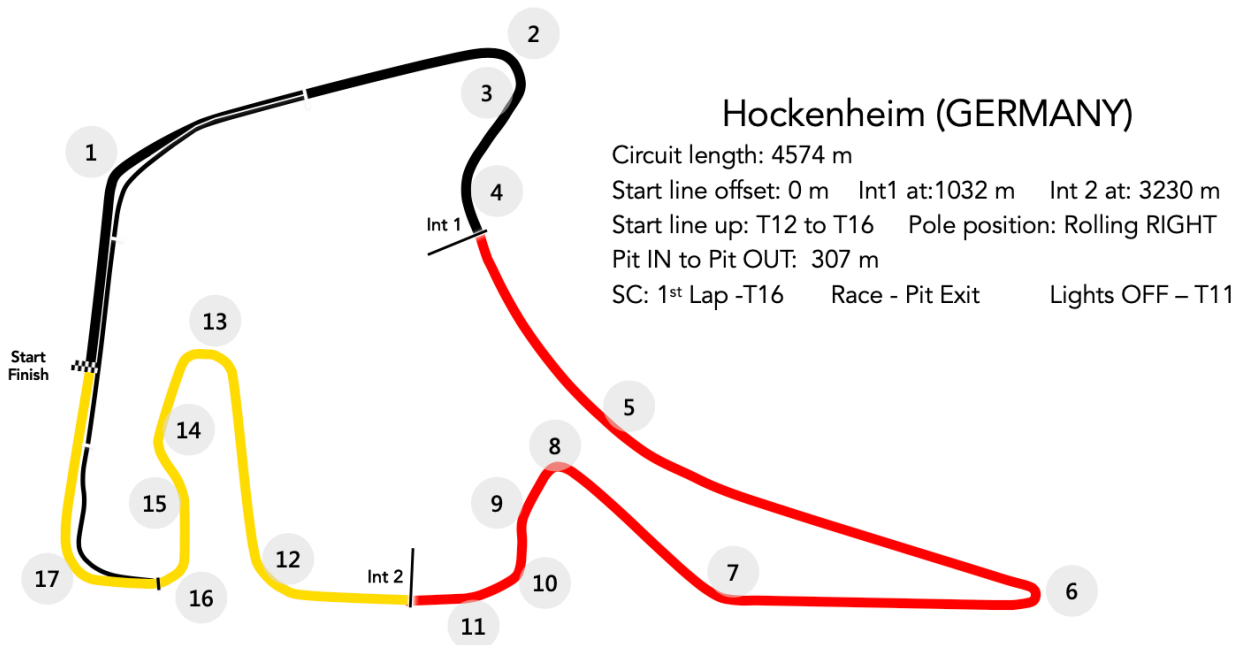 Hockenheim (GERMANY)
Circuit length: 4574 m
Start line offset: 0 m Int1 at:1032 m Int 2 at: 3230 m
Start line up: T12 to T16 Pole position: Rolling RIGHT
Pit IN to Pit OUT: 307 m
SC: 1st Lap -T16 Race - Pit Exit Lights OFF – T11
1
2
3
4
Int 1
5
6
7
8
9
10
11
Int 2
12
13
14
15
16
17
Start
Finish